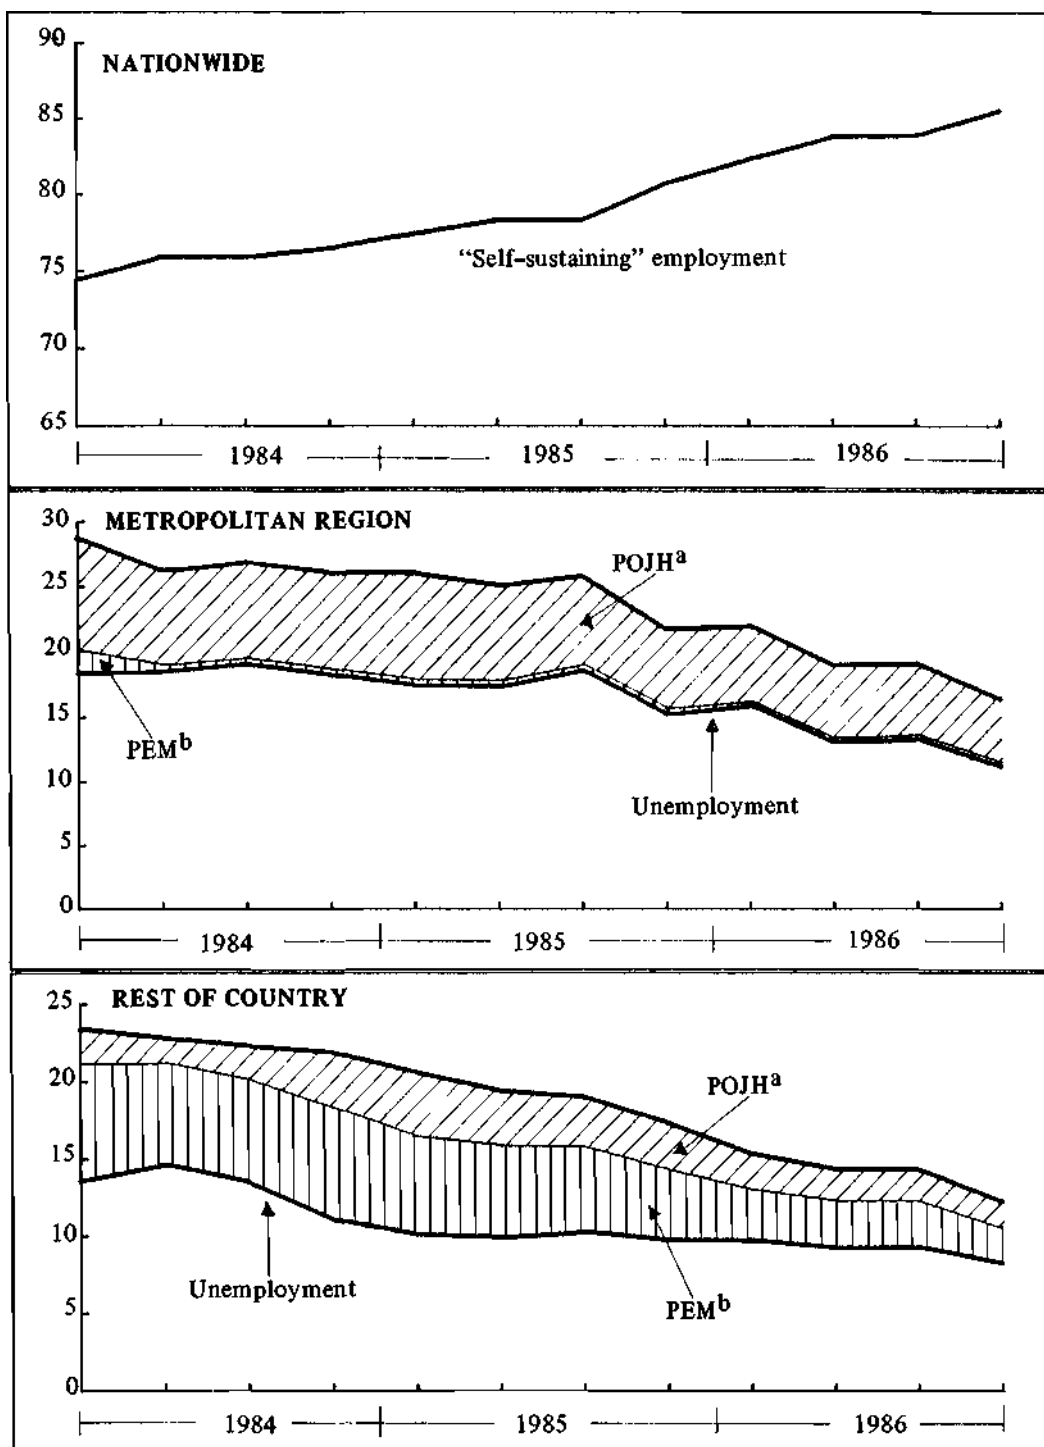 NATIONWIDE
90
85
80
75
70
65
"Self-sustaining" employment
1984 1985 1986
METROPOLITAN REGION
30
25
20
15
10
5
0
POJHa
PEMb
Unemployment
1984 1985 1986
REST OF COUNTRY
25
20
15
10
5
0
POJHa
Unemployment
PEMb
1984 1985 1986